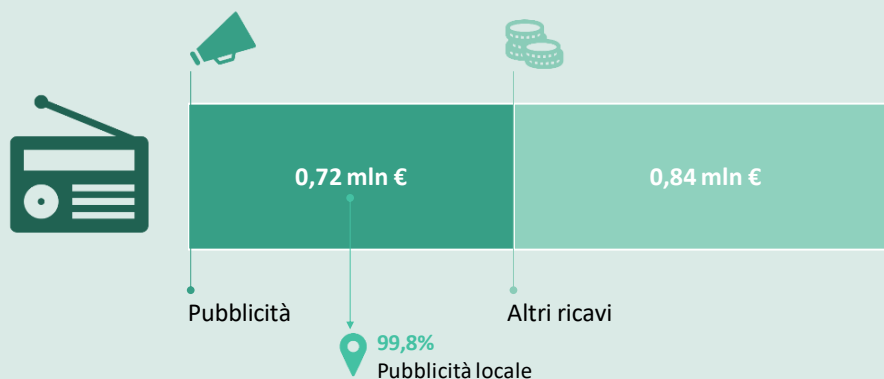 0,72 mln €
0,84 mln €
Pubblicità
Altri ricavi
99,8%
Pubblicità locale